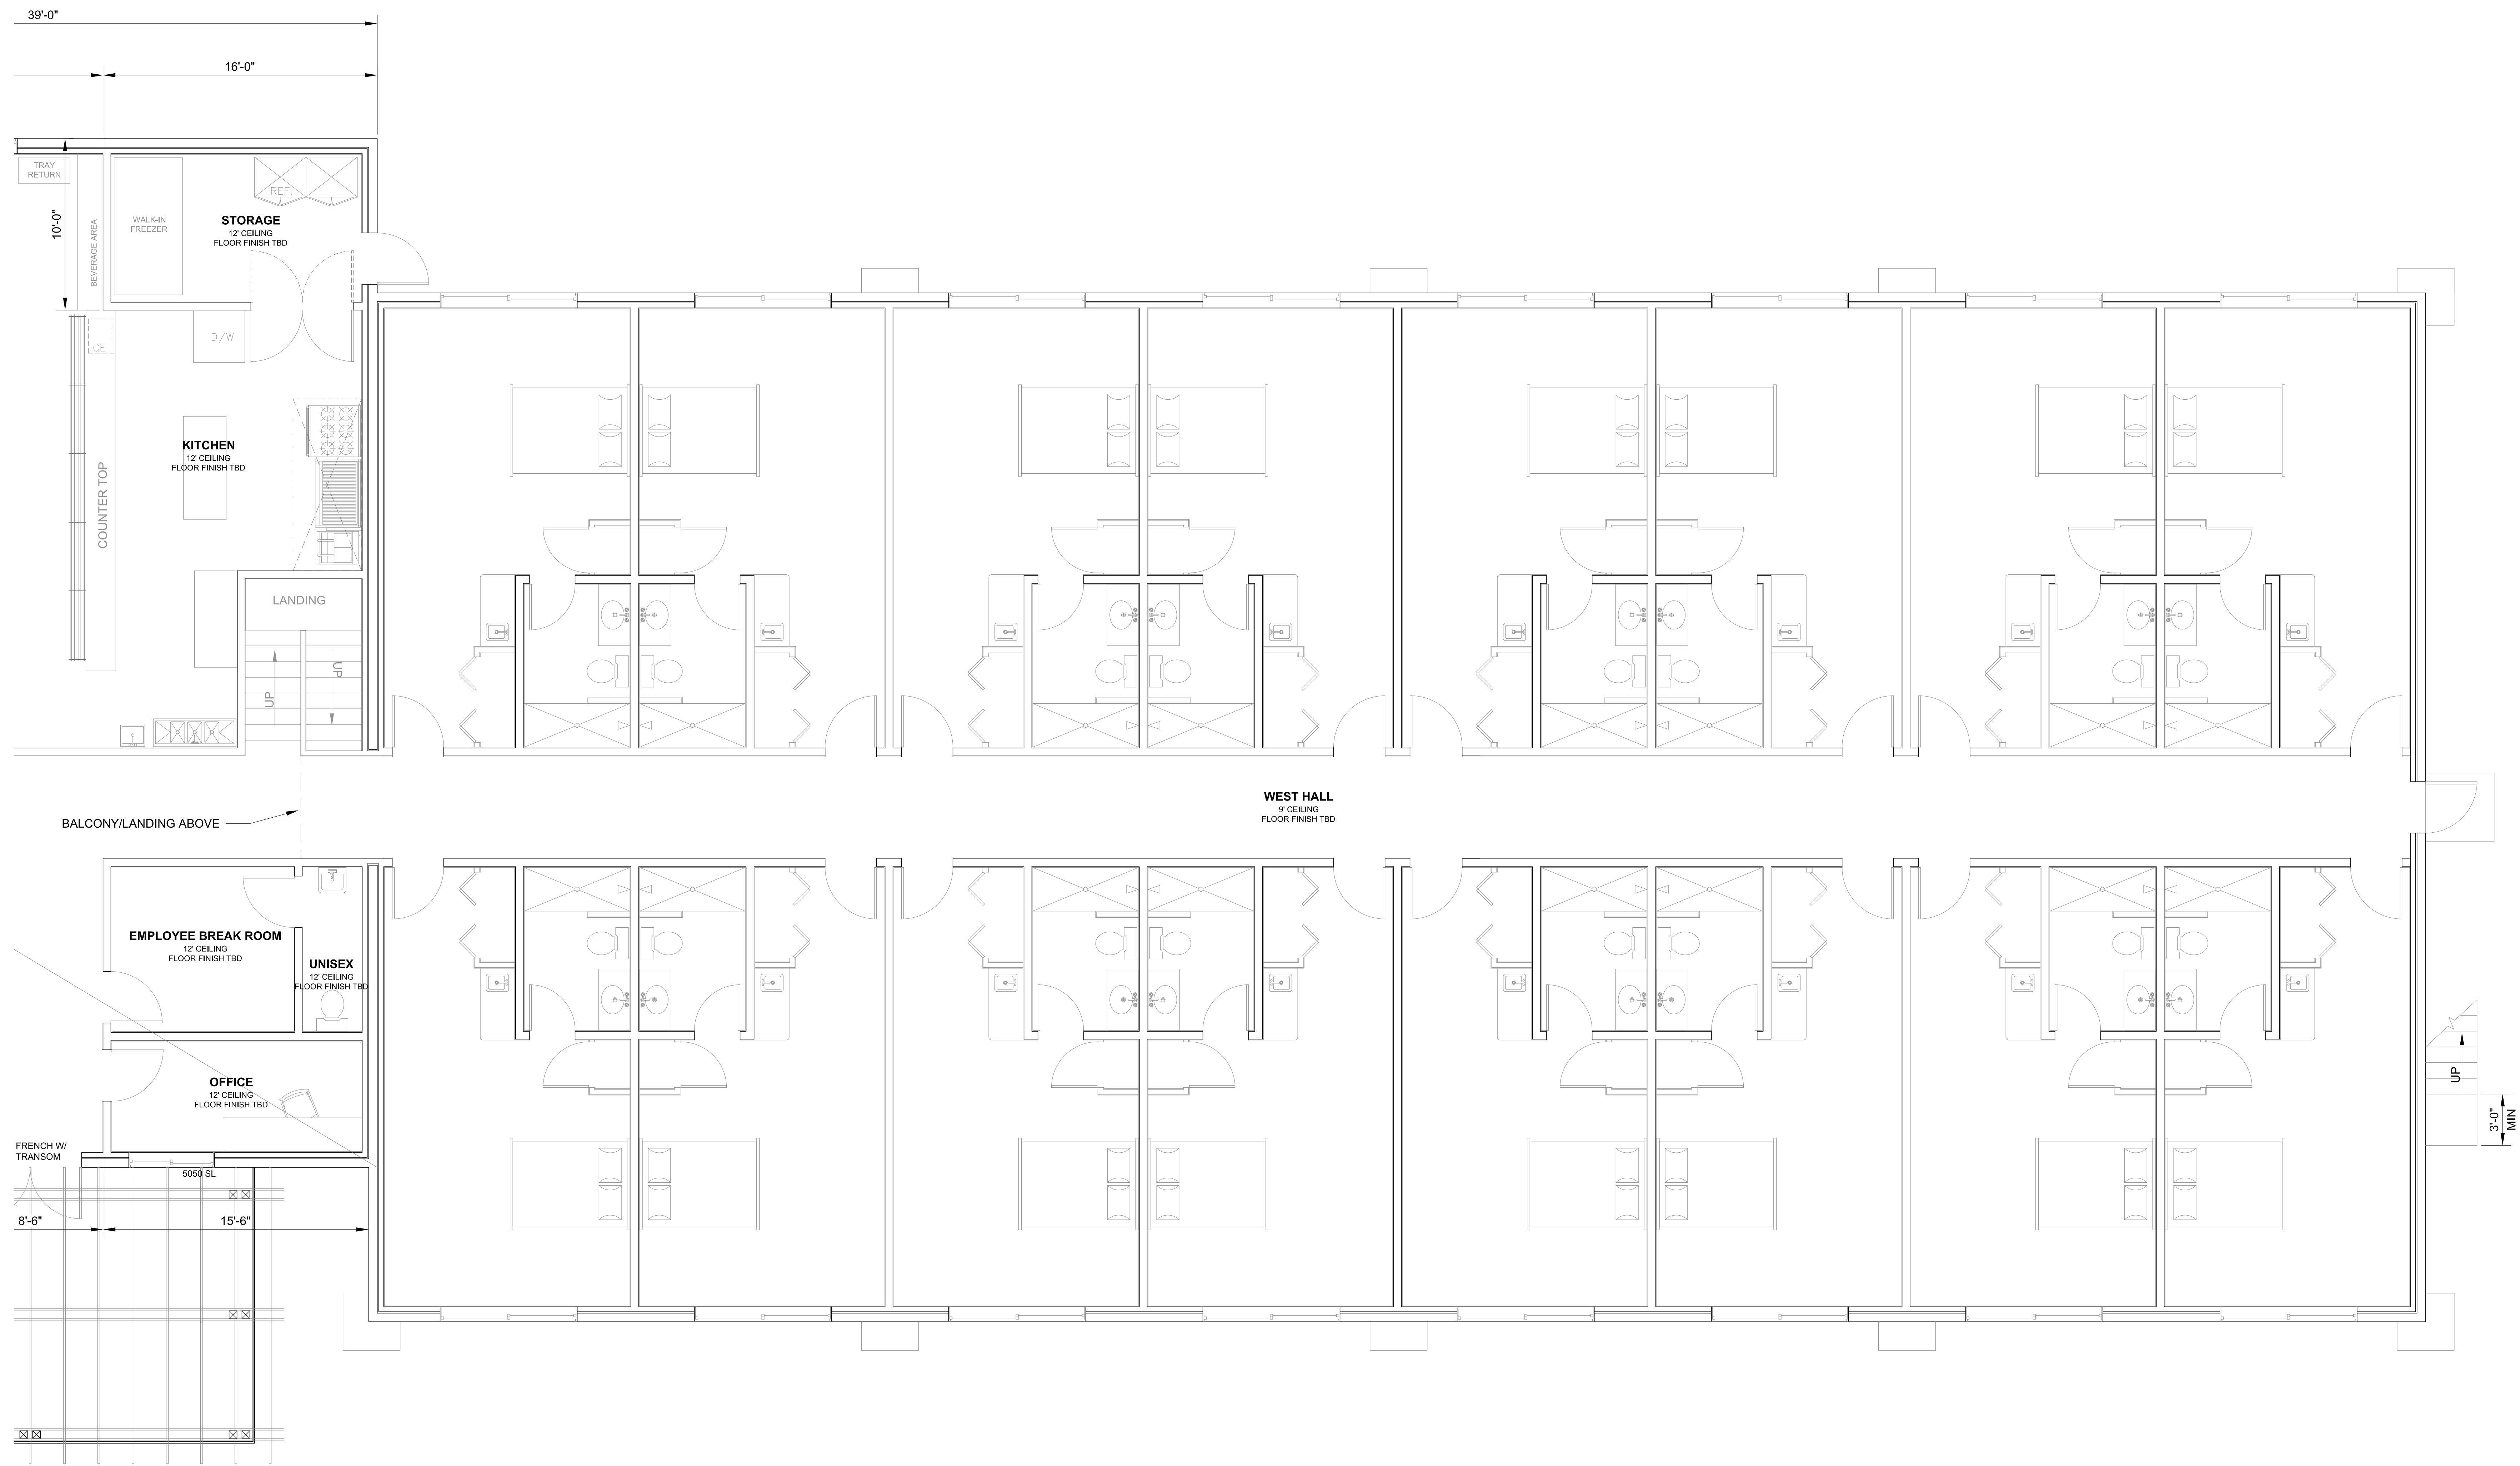 39'-0"
16'-0"
TRAY
RETURN
10'-0"
BEVERAGE AREA
WALK-IN
FREEZER
REF.
STORAGE
12' CEILING
FLOOR FINISH TBD
ICE
D/W
KITCHEN
12' CEILING
FLOOR FINISH TBD
COUNTER TOP
LANDING
UP
UP
BALCONY/LANDING ABOVE
WEST HALL
9' CEILING
FLOOR FINISH TBD
EMPLOYEE BREAK ROOM
12' CEILING
FLOOR FINISH TBD
UNISEX
12' CEILING
FLOOR FINISH TBD
OFFICE
12' CEILING
FLOOR FINISH TBD
FRENCH W/
TRANSOM
5050 SL
8'-6"
15'-6"
UP
3'-0"
MIN